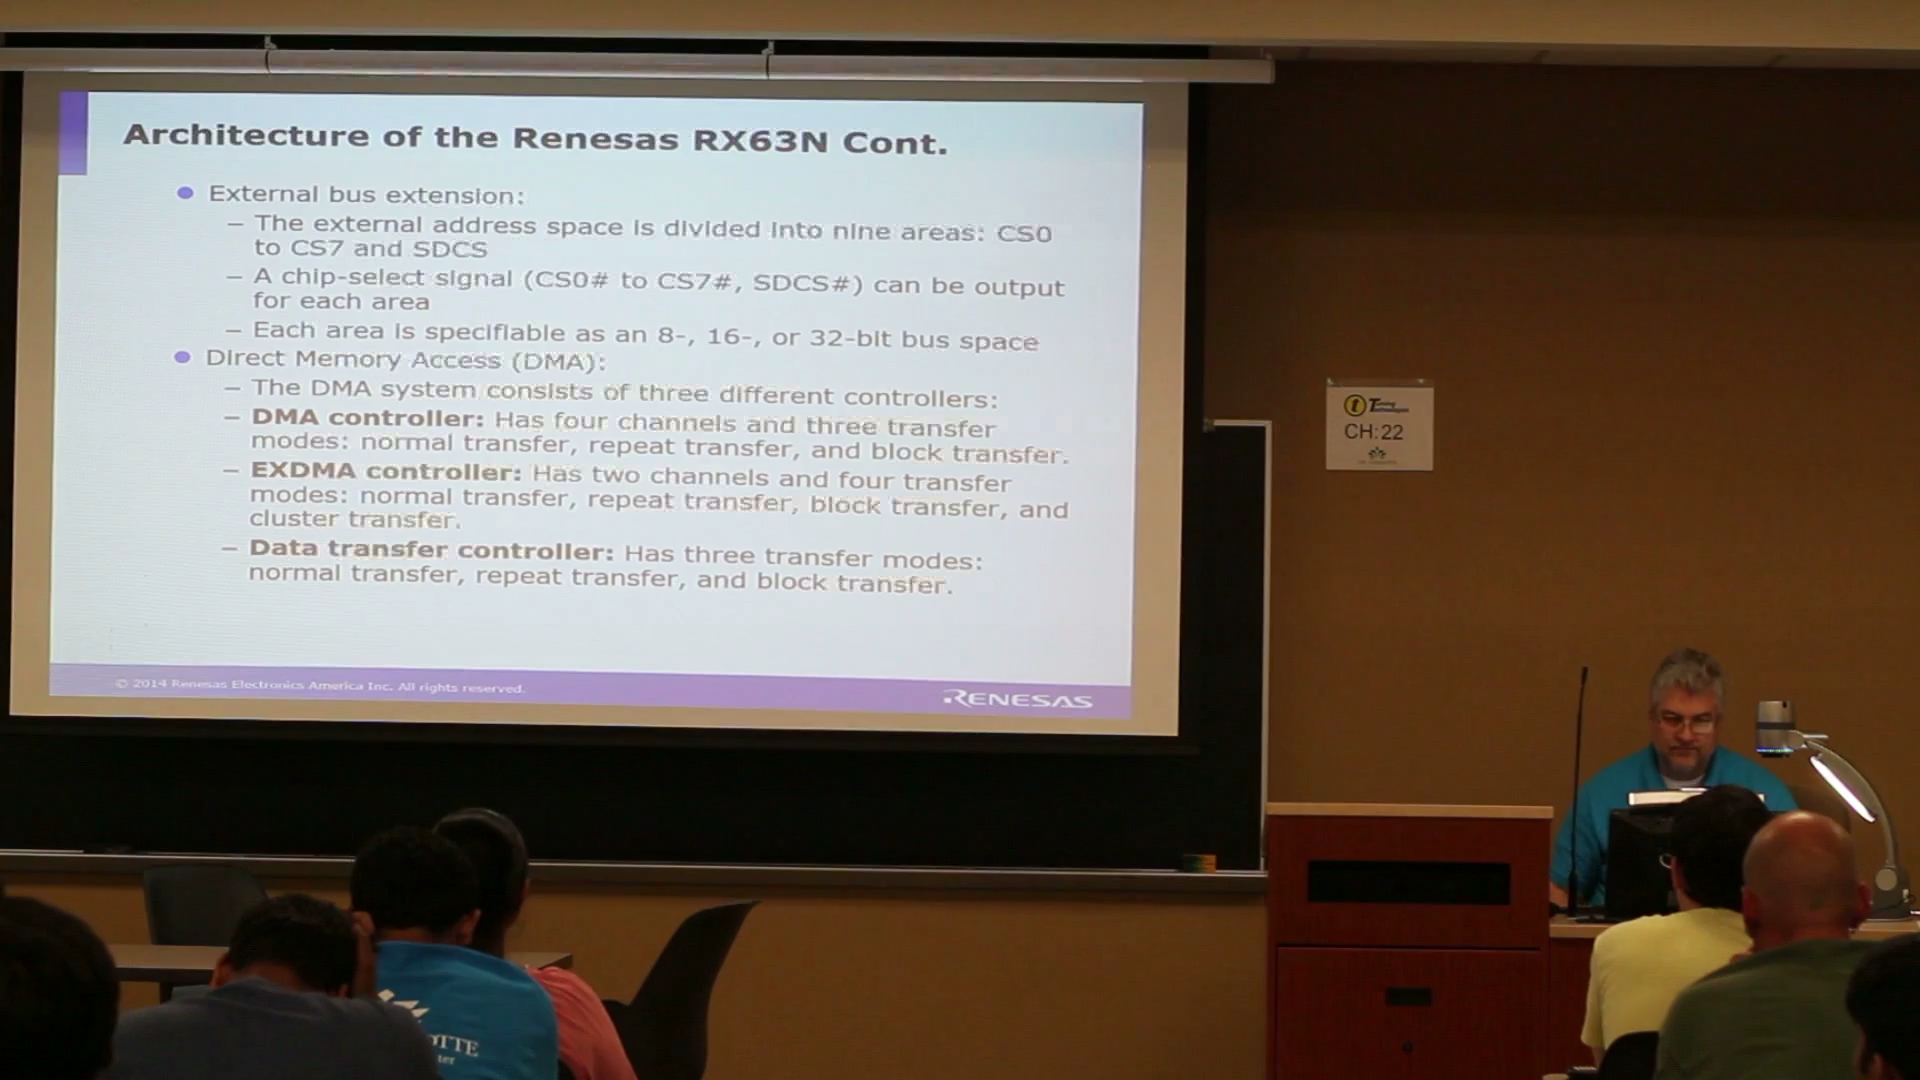 Architecture of the Renesas RX63N Cont.
External bus extension:
– The external address space is divided into nine areas: CS0
to CS7 and SDCS
– A chip-select signal (CS0# to CS7#, SDCS#) can be output
for each area
– Each area is specifiable as an 8-, 16-, or 32-bit bus space
Direct Memory Access (DMA):
– The DMA system consists of three different controllers:
– DMA controller: Has four channels and three transfer
modes: normal transfer, repeat transfer, and block transfer.
– EXDMA controller: Has two channels and four transfer
modes: normal transfer, repeat transfer, block transfer, and
cluster transfer.
– Data transfer controller: Has three transfer modes:
normal transfer, repeat transfer, and block transfer.
© 2014 Renesas Electronics America Inc. All rights reserved.
RENESAS
Turning
Technologies
CH:22
OTTE
ter